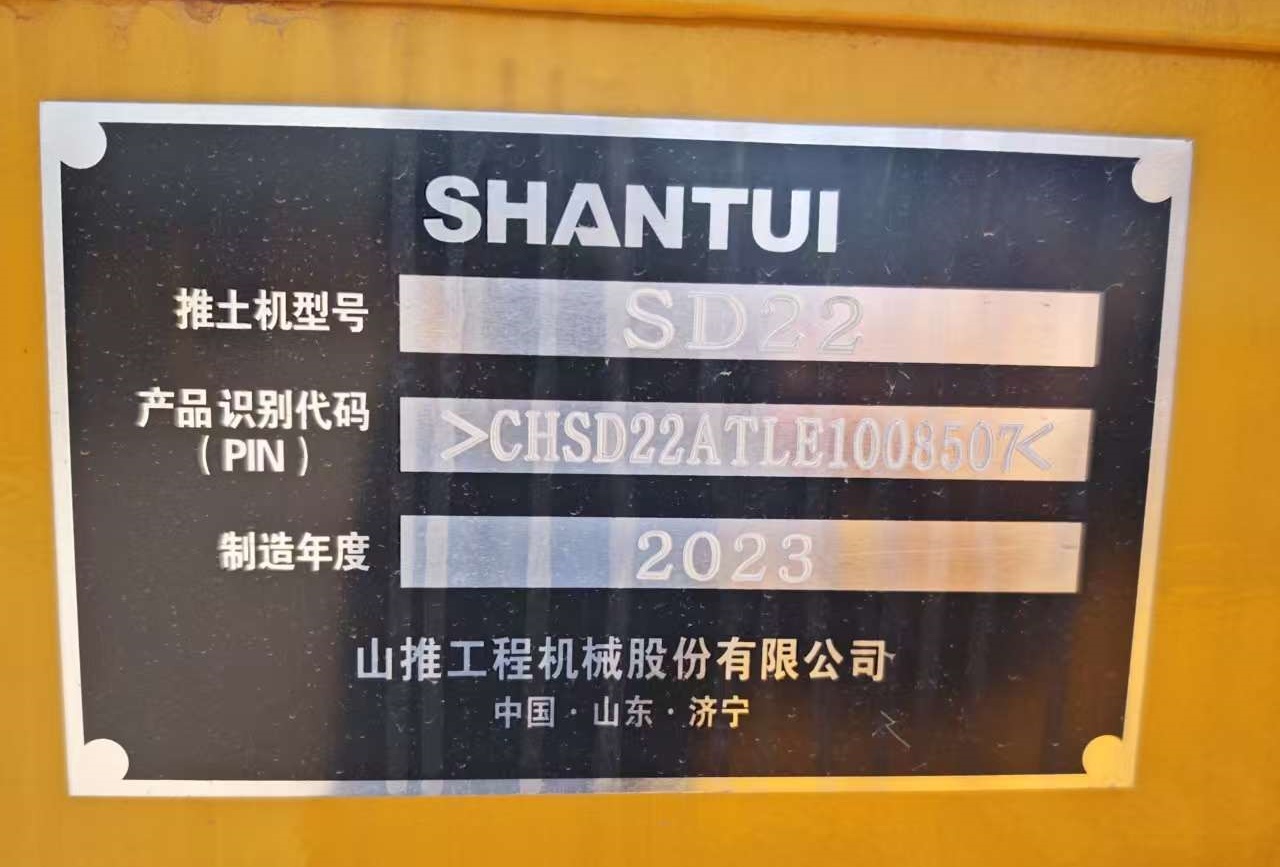 SHANTUI
推土机型号 SD22
产品识别代码
(PIN) >CHSD22ATLE1008507<
制造年度 2023
山推工程机械股份有限公司
中国·山东·济宁